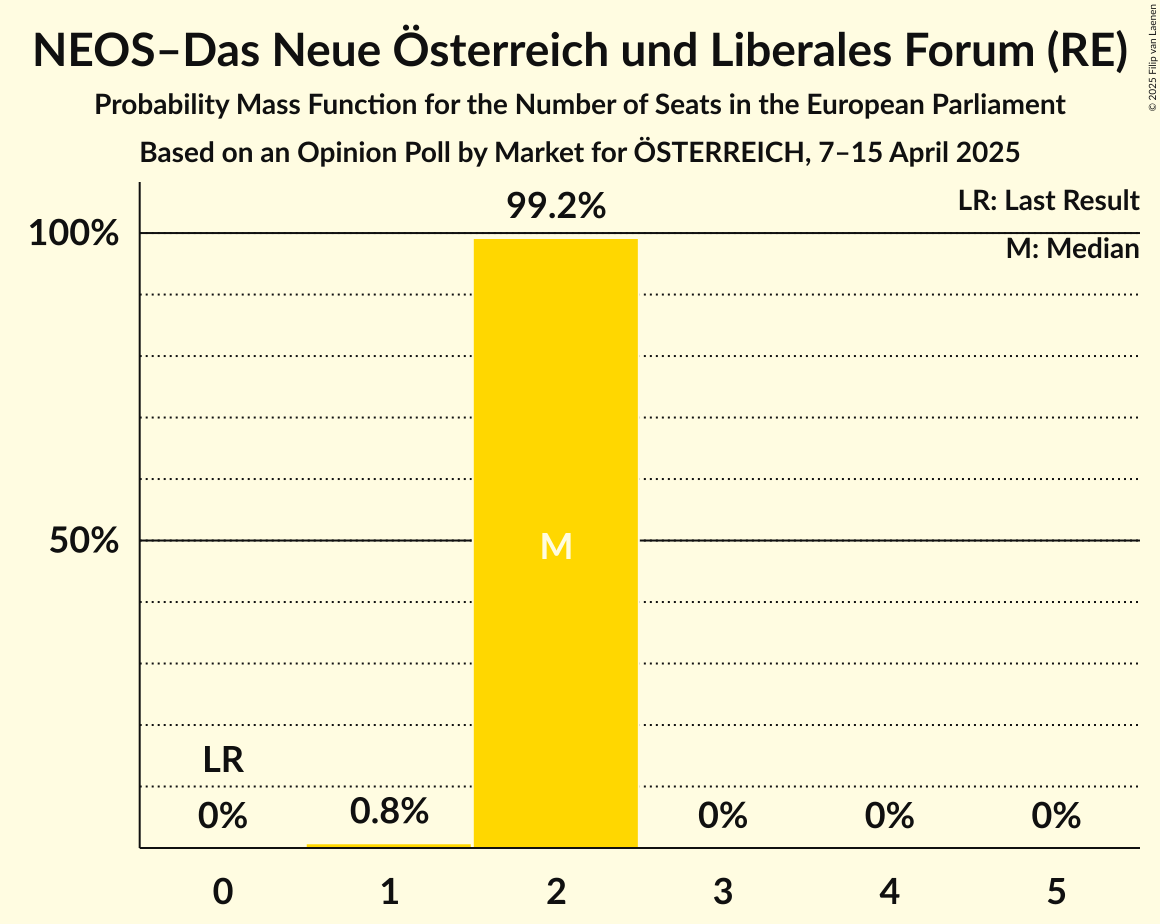 NEOS–Das Neue Österreich und Liberales Forum (RE)
Probability Mass Function for the Number of Seats in the European Parliament
Based on an Opinion Poll by Market for ÖSTERREICH, 7–15 April 2025
© 2025 Filip van Laenen
LR: Last Result
M: Median
99.2%
100%
50%
M
LR
0%
0.8%
0%
0%
0%
0
1
2
3
4
5